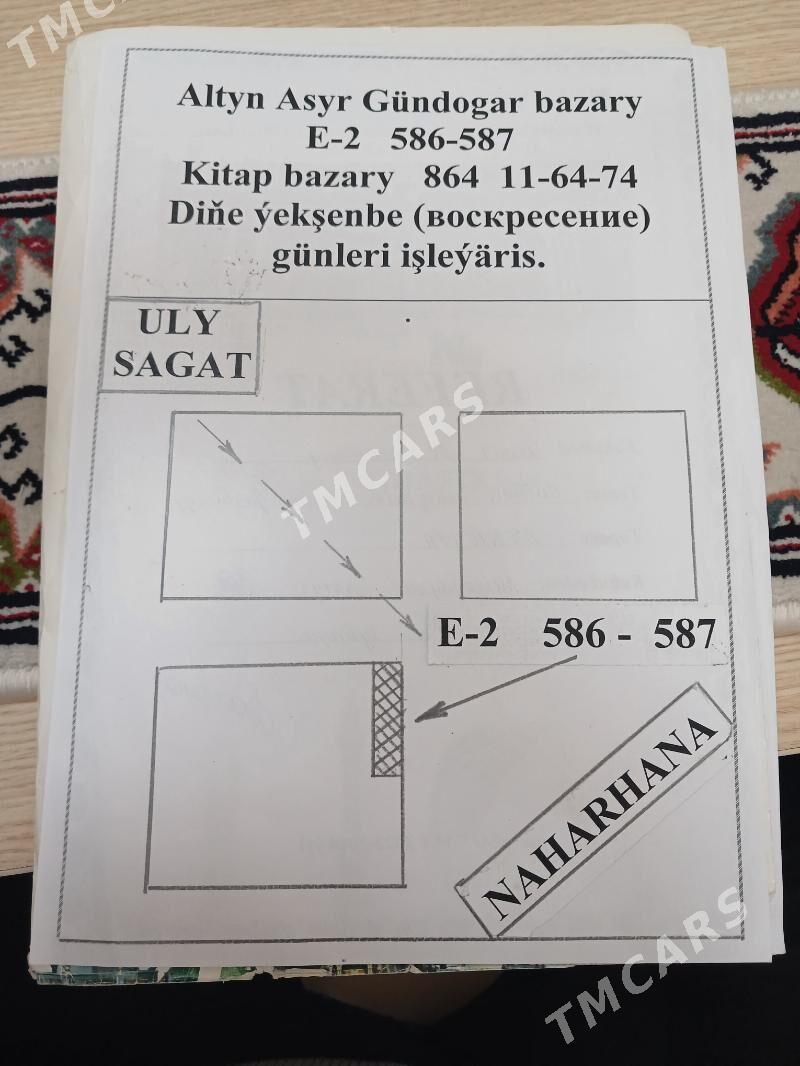 TMCARS
Altyn Asyr Gündogar bazary
E-2 586-587
Kitap bazary 864 11-64-74
Diňe ýekşenbe (воскресение)
günleri işleýäris.
ULY
SAGAT
TMCARS
E-2 586 - 587
NAHARHANA
TMCARS